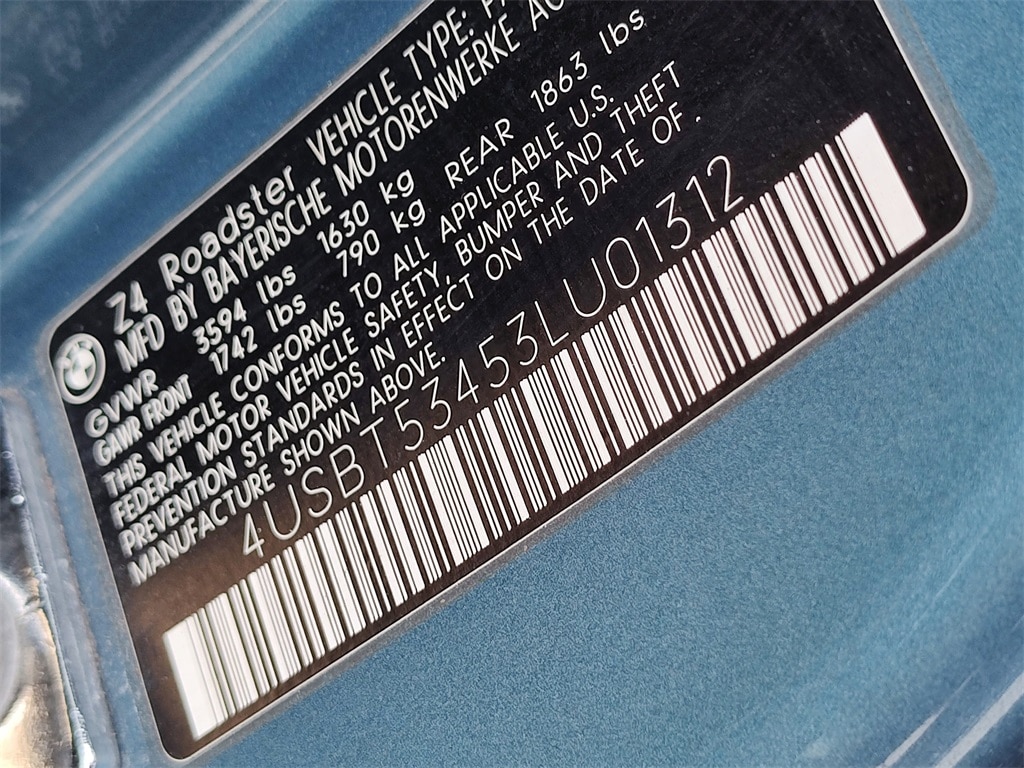 Z4 Roadster VEHICLE TYPE:
MFD BY BAYERISCHE MOTORENWERKE
GVWR 3594 lbs 1630 kg
GAWR FRONT 1742 lbs 790 kg REAR 1863 lbs
THIS VEHICLE CONFORMS TO ALL APPLICABLE U.S.
FEDERAL MOTOR VEHICLE SAFETY, BUMPER AND THEFT
PREVENTION STANDARDS IN EFFECT ON THE DATE OF.
MANUFACTURE SHOWN ABOVE.
4USBT53453LU01312